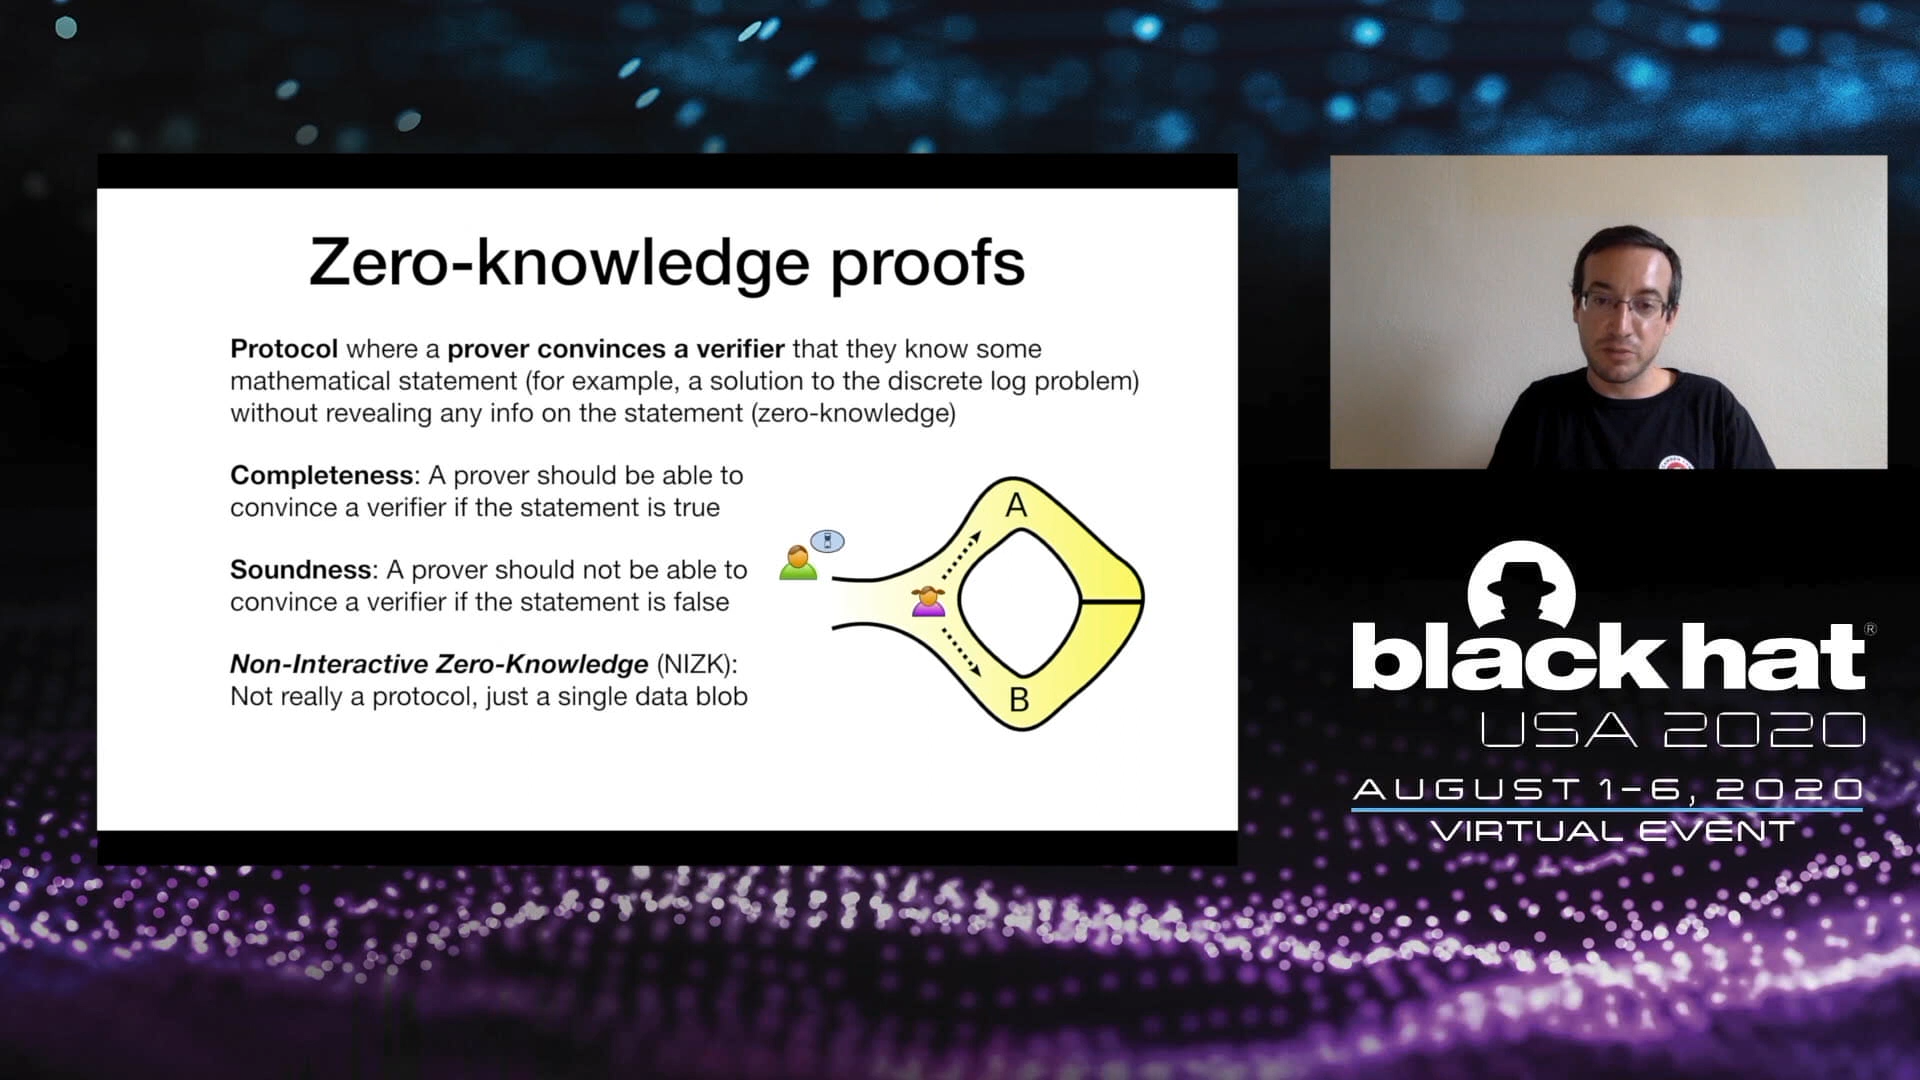 Zero-knowledge proofs
Protocol where a prover convinces a verifier that they know some
mathematical statement (for example, a solution to the discrete log problem)
without revealing any info on the statement (zero-knowledge)
Completeness: A prover should be able to
convince a verifier if the statement is true
Soundness: A prover should not be able to
convince a verifier if the statement is false
Non-Interactive Zero-Knowledge (NIZK):
Not really a protocol, just a single data blob
A
B
black hat®
USA 2020
AUGUST 1-6, 2020
VIRTUAL EVENT